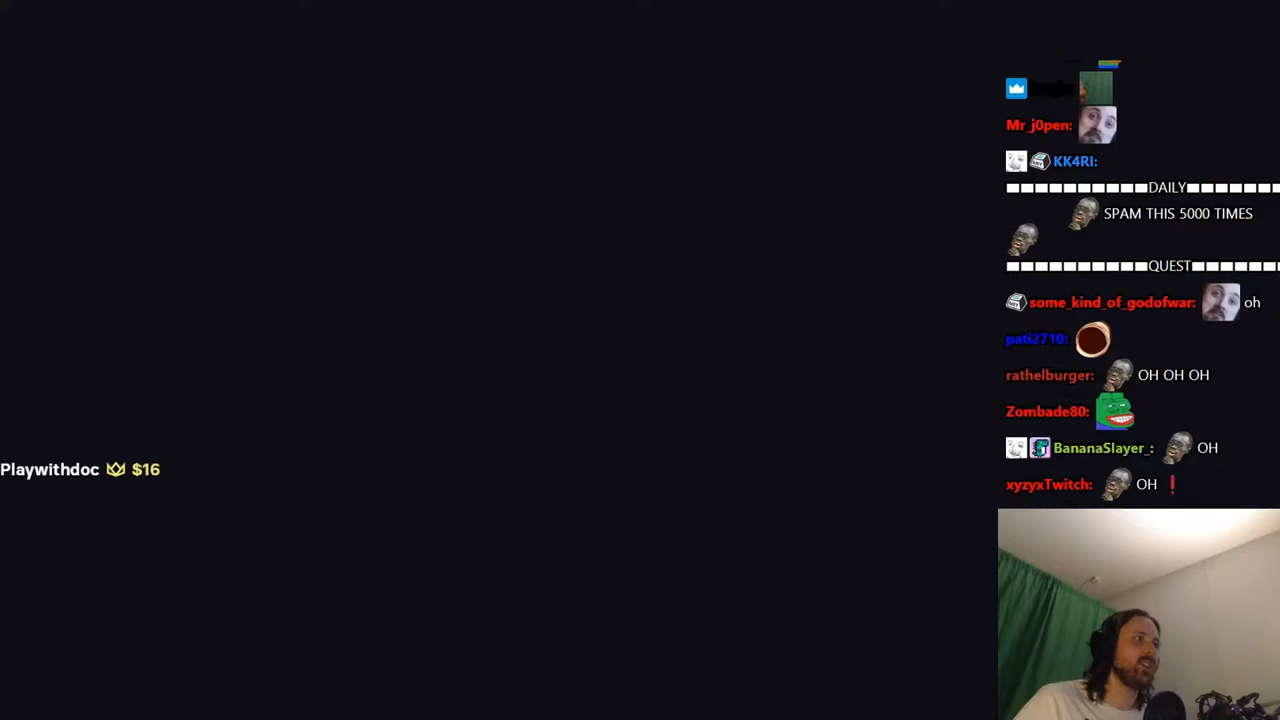 Mr_j0pen:
KK4RI:
DAILY
SPAM THIS 5000 TIMES
QUEST
some_kind_of_godofwar: oh
pati2710:
rathelburger: OH OH OH
Zombade80:
BananaSlayer_: OH
xyzyxTwitch: OH ❗
Playwithdoc $16